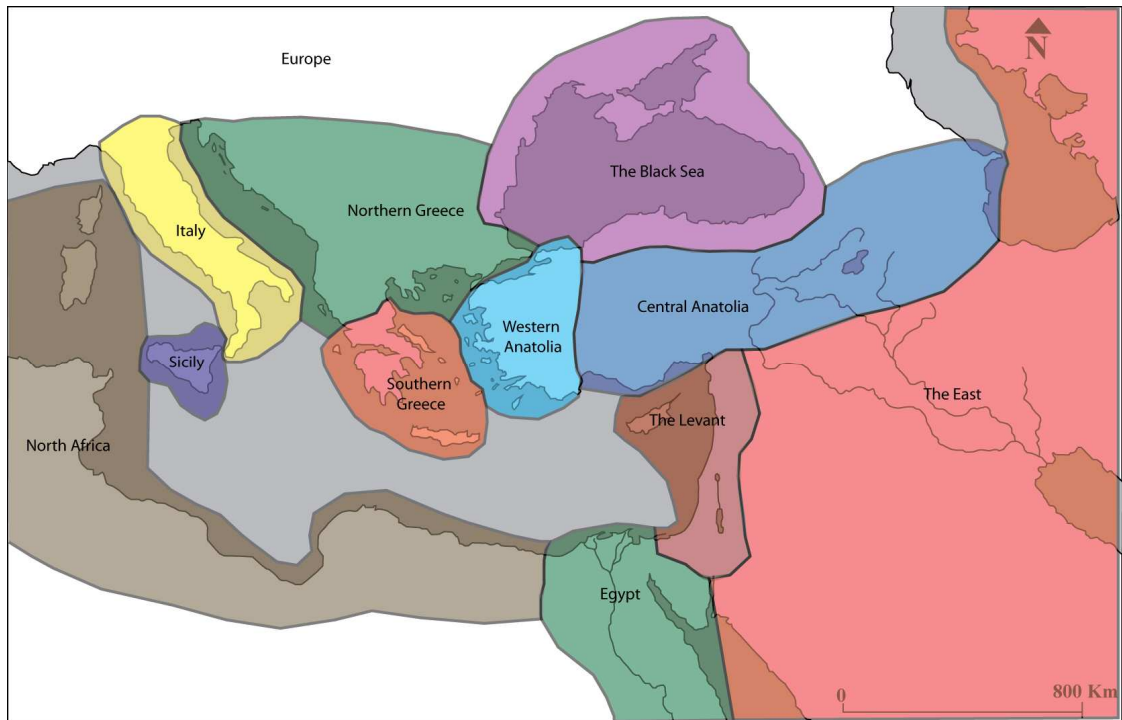 Europe
N
The Black Sea
Northern Greece
Italy
Central Anatolia
Western
Anatolia
Sicily
Southern
Greece
The East
The Levant
North Africa
Egypt
0
800 Km